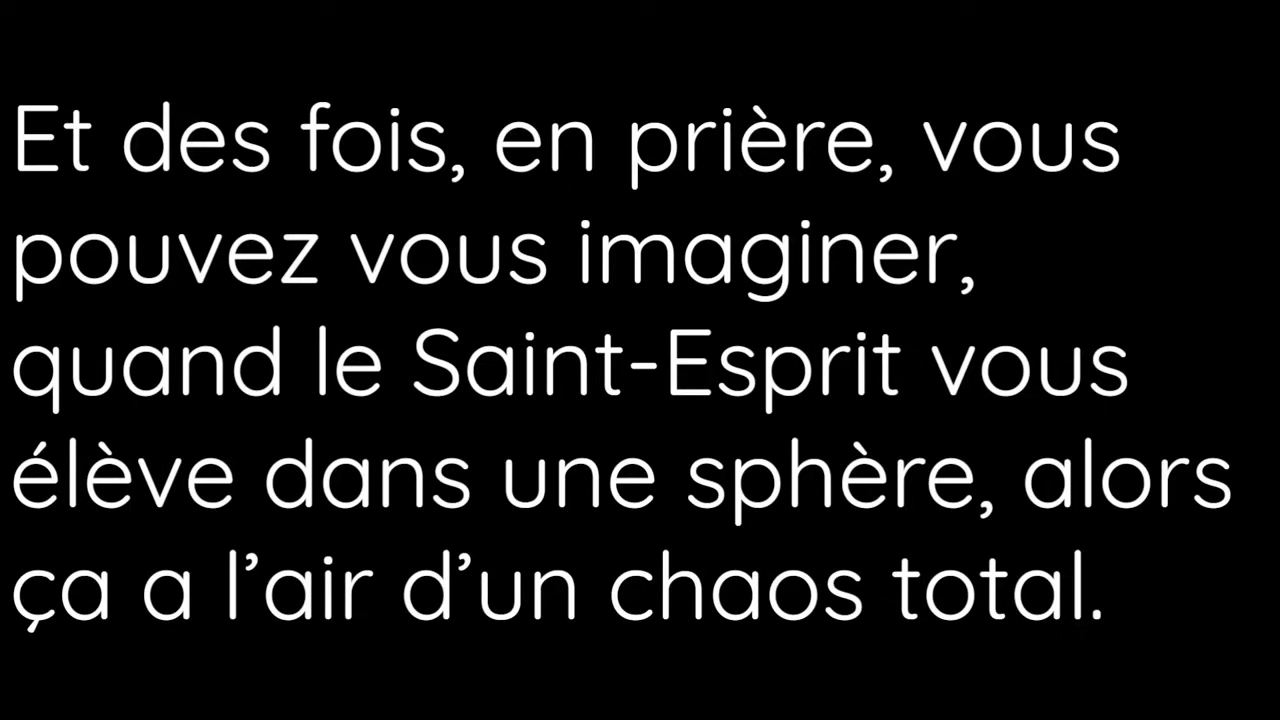 Et des fois, en prière, vous
pouvez vous imaginer,
quand le Saint-Esprit vous
élève dans une sphère, alors
ça a l’air d’un chaos total.